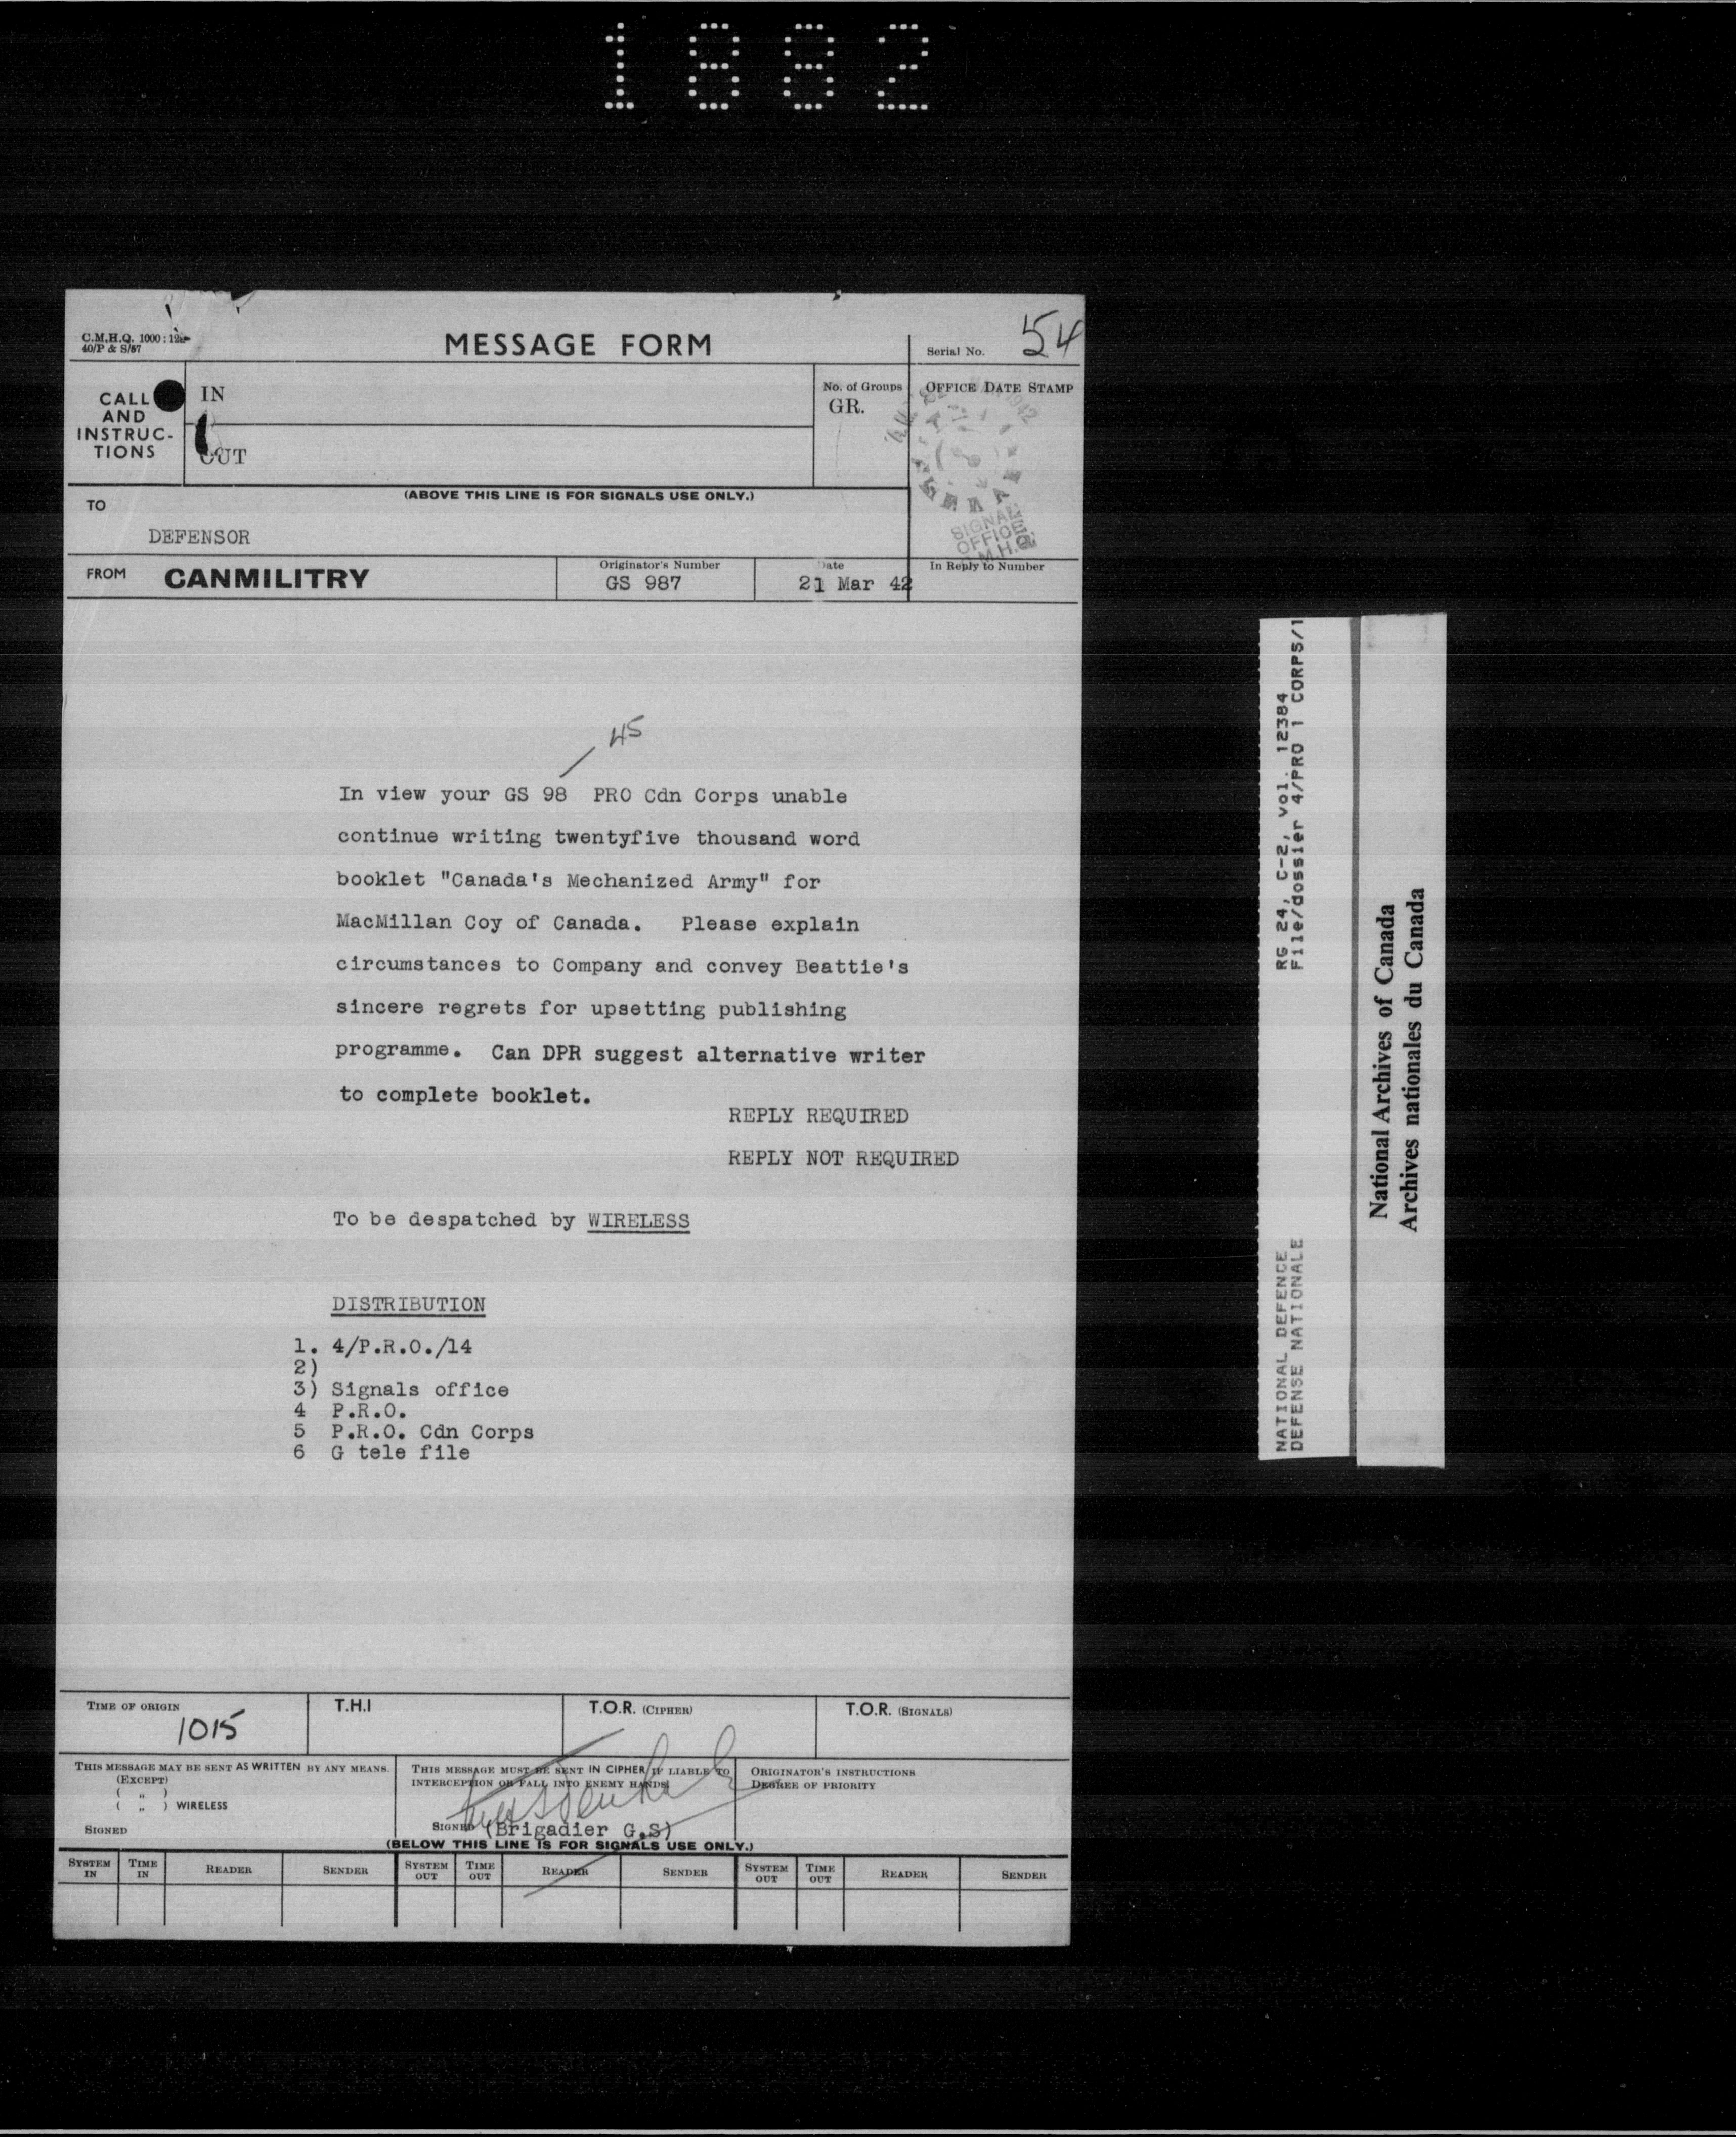 1882
C.M.H.Q. 1000:12
40/P & S/57
MESSAGE FORM
Serial No. 54
CALL AND INSTRUC-TIONS
IN
OUT
No. of Groups
GR.
OFFICE DATE STAMP
SIGNAL
OFFICE
C.M.H.Q.
(ABOVE THIS LINE IS FOR SIGNALS USE ONLY.)
TO
DEFENSOR
FROM CANMILITRY
Originator's Number
GS 987
Date
21 Mar 42
In Reply to Number
45
In view your GS 98 PRO Cdn Corps unable
continue writing twentyfive thousand word
booklet "Canada's Mechanized Army" for
MacMillan Coy of Canada. Please explain
circumstances to Company and convey Beattie's
sincere regrets for upsetting publishing
programme. Can DPR suggest alternative writer
to complete booklet.
REPLY REQUIRED
REPLY NOT REQUIRED
To be despatched by WIRELESS
DISTRIBUTION
1. 4/P.R.O./14
2)
3) Signals office
4 P.R.O.
5 P.R.O. Cdn Corps
6 G tele file
TIME OF ORIGIN
1015
T.H.I
T.O.R. (CIPHER)
T.O.R. (SIGNALS)
THIS MESSAGE MAY BE SENT AS WRITTEN BY ANY MEANS.
(EXCEPT)
( " )
( " ) WIRELESS
SIGNED
THIS MESSAGE MUST BE SENT IN CIPHER IF LIABLE TO
INTERCEPTION OR FALL INTO ENEMY HANDS.
SIGNED (Brigadier G.S)
ORIGINATOR'S INSTRUCTIONS
DEGREE OF PRIORITY
(BELOW THIS LINE IS FOR SIGNALS USE ONLY.)
SYSTEM IN TIME IN READER SENDER SYSTEM OUT TIME OUT READER SENDER SYSTEM OUT TIME OUT READER SENDER
NATIONAL DEFENCE RG 24, C-2, vol. 12384
DEFENSE NATIONALE File/dossier 4/PRO 1 CORPS/1
National Archives of Canada
Archives nationales du Canada